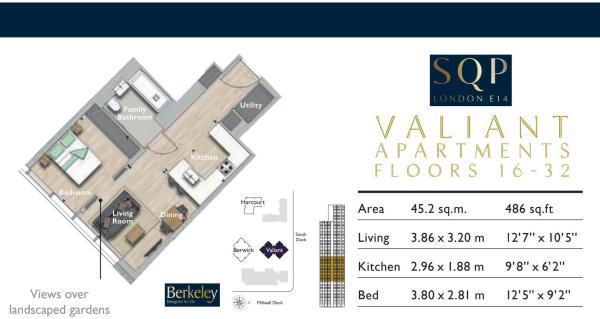 Family
Bathroom
Utility
Kitchen
Bedroom
Living
Room
Dining
Views over
landscaped gardens
Berkeley
Designed for life
Harcourt
Berwick
Valiant
South
Dock
Millwall Dock
SQP
LONDON E14
VALIANT
APARTMENTS
FLOORS 16-32
Area 45.2 sq.m. 486 sq.ft
Living 3.86 x 3.20 m 12'7" x 10'5"
Kitchen 2.96 x 1.88 m 9'8" x 6'2"
Bed 3.80 x 2.81 m 12'5" x 9'2"